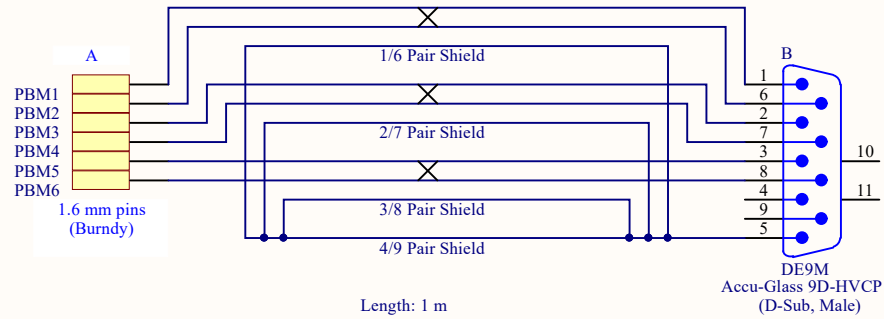 A
PBM1
PBM2
PBM3
PBM4
PBM5
PBM6
1.6 mm pins
(Burndy)
1/6 Pair Shield
2/7 Pair Shield
3/8 Pair Shield
4/9 Pair Shield
Length: 1 m
B
1
6
2
7
3
8
4
9
5
10
11
DE9M
Accu-Glass 9D-HVCP
(D-Sub, Male)